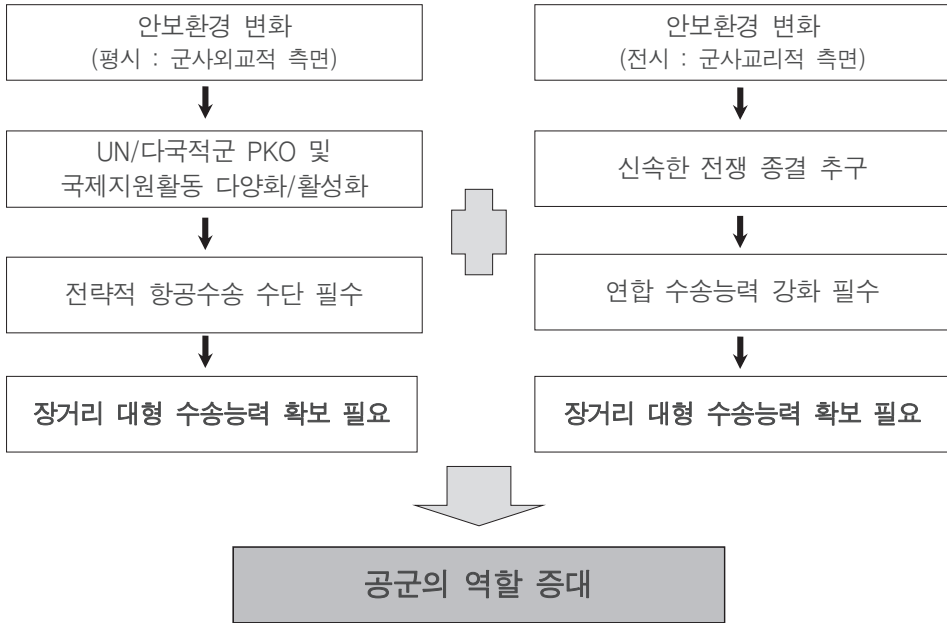 안보환경 변화
(평시 : 군사외교적 측면)
UN/다국적군 PKO 및
국제지원활동 다양화/활성화
전략적 항공수송 수단 필수
장거리 대형 수송능력 확보 필요
안보환경 변화
(전시 : 군사교리적 측면)
신속한 전쟁 종결 추구
연합 수송능력 강화 필수
장거리 대형 수송능력 확보 필요
공군의 역할 증대